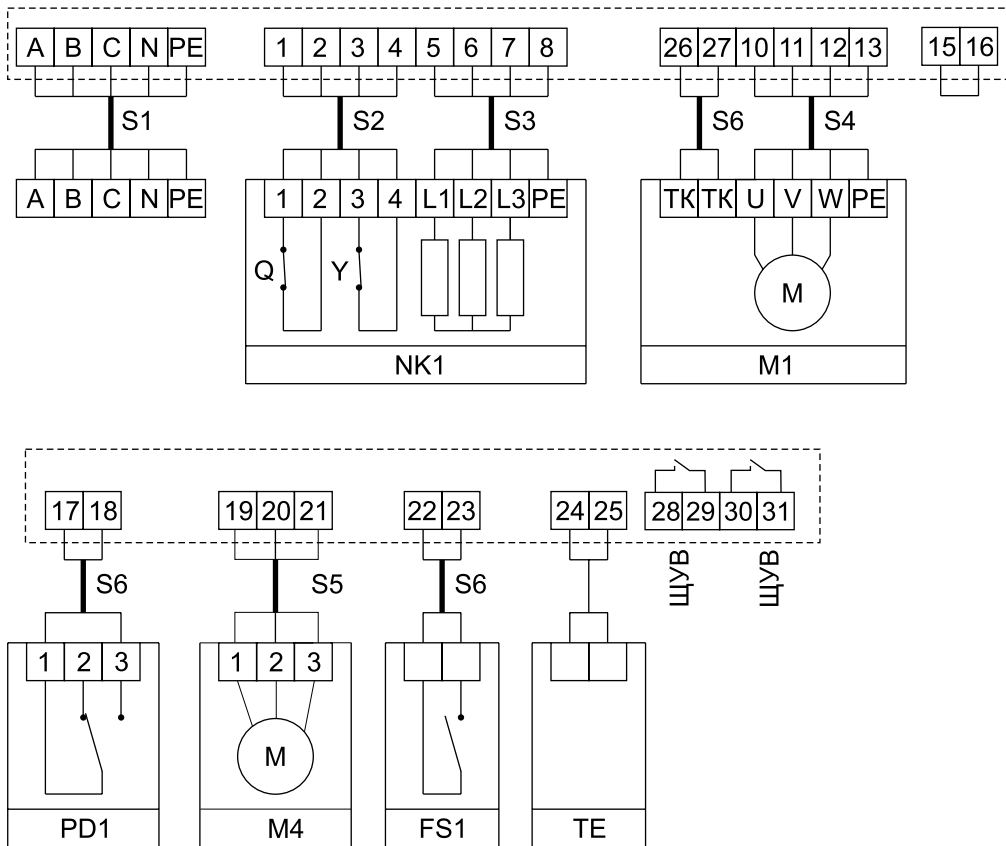 A B C N PE 1 2 3 4 5 6 7 8 26 27 10 11 12 13 15 16
S1 S2 S3 S6 S4
A B C N PE 1 2 3 4 L1 L2 L3 PE ТК ТК U V W PE
Q Y M
NK1 M1
17 18 19 20 21 22 23 24 25 28 29 30 31
S6 S5 S6 ЩУВ ЩУВ
1 2 3 1 2 3
M
PD1 M4 FS1 TE